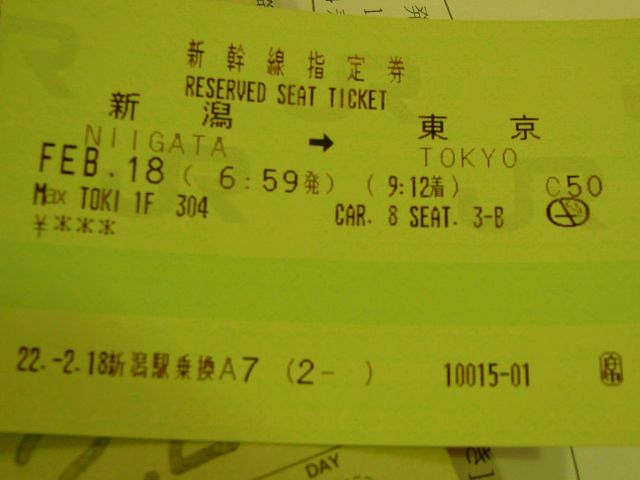 新幹線指定券
RESERVED SEAT TICKET
新潟 → 東京
NIIGATA TOKYO
FEB.18 ( 6:59発) ( 9:12着) C50
Max TOKI 1F 304 CAR. 8 SEAT. 3-B
¥***
22.-2.18新潟駅乗換A7 (2- ) 10015-01
DAY